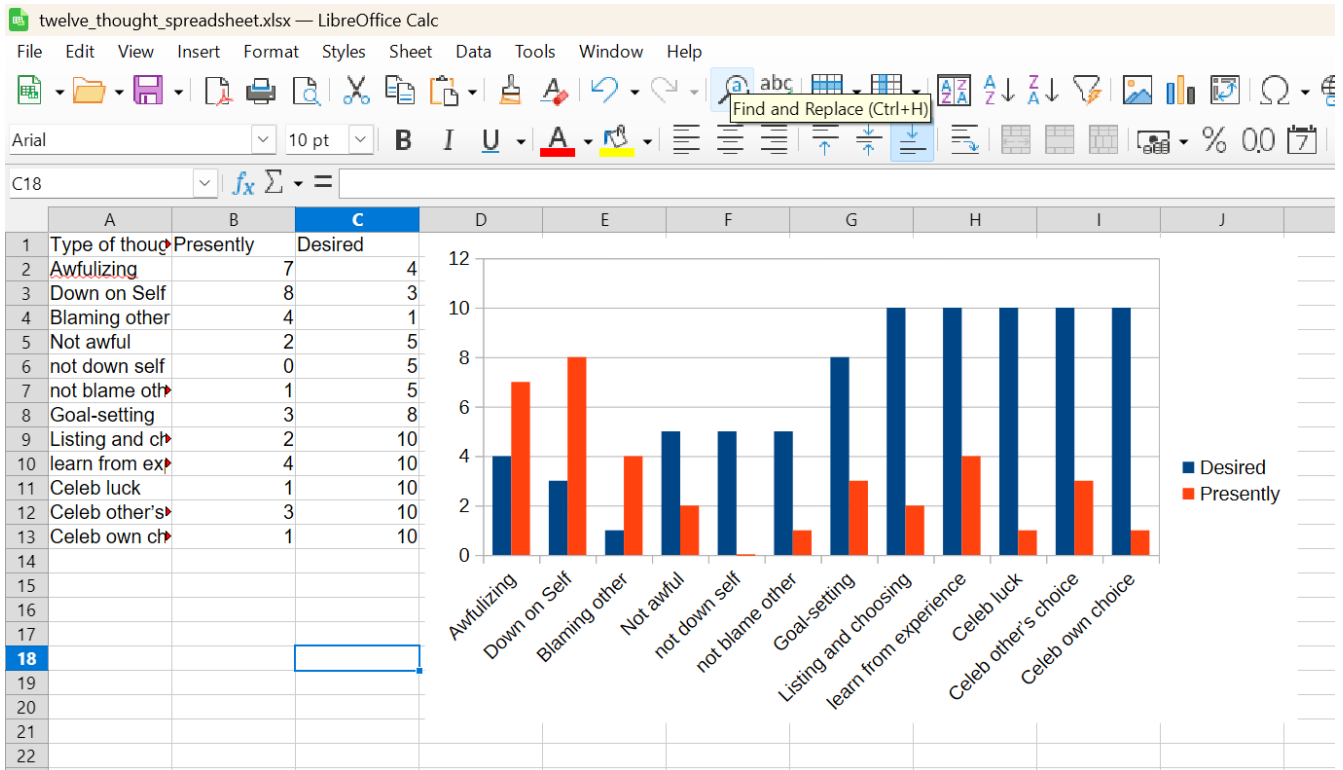 twelve_thought_spreadsheet.xlsx — LibreOffice Calc
File Edit View Insert Format Styles Sheet Data Tools Window Help
abc
Find and Replace (Ctrl+H)
Arial 10 pt B I U A % 0.0 7
C18 fx Σ =
A B C D E F G H I J
1 Type of thoug Presently Desired
2 Awfulizing 7 4
3 Down on Self 8 3
4 Blaming other 4 1
5 Not awful 2 5
6 not down self 0 5
7 not blame oth 1 5
8 Goal-setting 3 8
9 Listing and ch 2 10
10 learn from exp 4 10
11 Celeb luck 1 10
12 Celeb other's 3 10
13 Celeb own ch 1 10
14
15
16
17
18
19
20
21
22
12
10
8
6
4
2
0
Awfulizing
Down on Self
Blaming other
Not awful
not down self
not blame other
Goal-setting
Listing and choosing
learn from experience
Celeb luck
Celeb other's choice
Celeb own choice
Desired
Presently